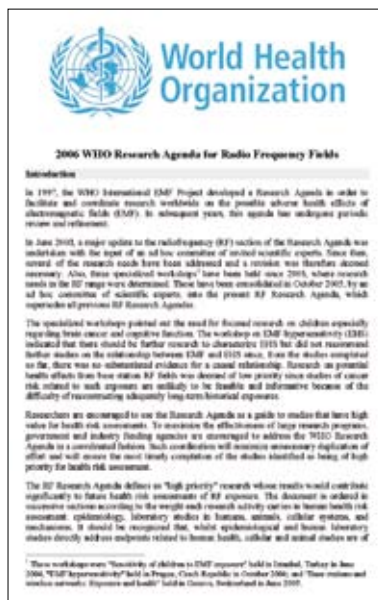 World Health
Organization
2006 WHO Research Agenda for Radio Frequency Fields
Introduction
In 1997, the WHO International EMF Project developed a Research Agenda in order to
facilitate and coordinate research worldwide on the possible adverse health effects of
electromagnetic fields (EMF). In subsequent years, this agenda has undergone periodic
review and refinement.
In June 2003, a major update to the radiofrequency (RF) section of the Research Agenda was
undertaken with the input of an ad hoc committee of invited scientific experts. Since then,
several of the research needs have been addressed and a revision was therefore deemed
necessary. Also, three specialized workshops¹ have been held since 2003, where research
needs in the RF range were determined. These have been consolidated in October 2005, by an
ad hoc committee of scientific experts, into the present RF Research Agenda, which
supersedes all previous RF Research Agendas.
The specialized workshops pointed out the need for focused research on children especially
regarding brain cancer and cognitive function. The workshop on EMF hypersensitivity (EHS)
indicated that there should be further research to characterize EHS but did not recommend
further studies on the relationship between EMF and EHS since, from the studies completed
so far, there was no substantiated evidence for a causal relationship. Research on potential
health effects from base station RF fields was deemed of low priority since studies of cancer
risk related to such exposure are unlikely to be feasible and informative because of the
difficulty of reconstructing adequately long-term historical exposures.
Researchers are encouraged to use the Research Agenda as a guide to studies that have high
value for health risk assessments. To maximize the effectiveness of large research programs,
government and industry funding agencies are encouraged to address the WHO Research
Agenda in a coordinated fashion. Such coordination will minimize unnecessary duplication of
effort and will ensure the most timely completion of the studies identified as being of high
priority for health risk assessment.
The RF Research Agenda defines as "high priority" research whose results would contribute
significantly to future health risk assessments of RF exposure. The document is ordered in
successive sections according to the weight each research activity carries in human health risk
assessment: epidemiology, laboratory studies in humans, animals, cellular systems, and
mechanisms. It should be recognized that, whilst epidemiological and human laboratory
studies directly address endpoints related to human health, cellular and animal studies are of
¹ These workshops were "Sensitivity of children to EMF exposure" held in Istanbul, Turkey in June
2004; "EMF hypersensitivity" held in Prague, Czech Republic in October 2004; and "Base stations and
wireless networks: Exposure and health" held in Geneva, Switzerland in June 2005.